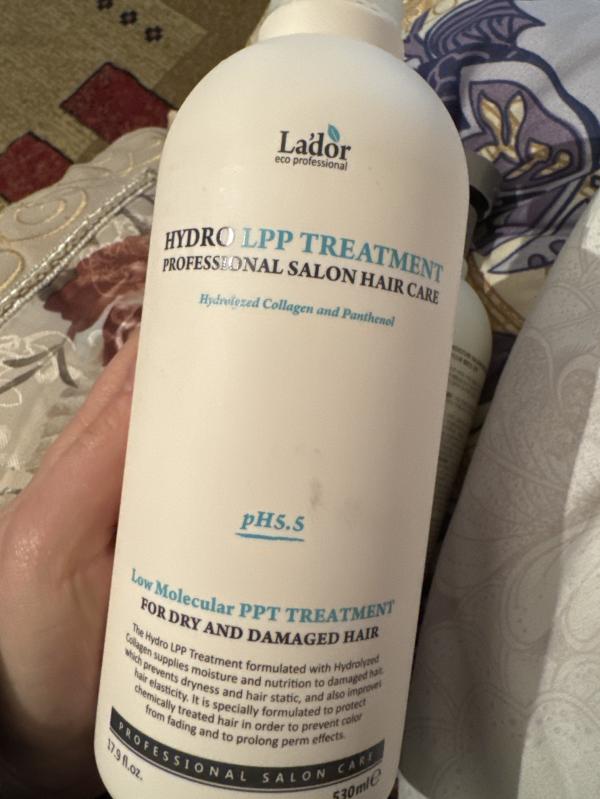 La'dor
eco professional
HYDRO LPP TREATMENT
PROFESSIONAL SALON HAIR CARE
Hydrolyzed Collagen and Panthenol
pH5.5
Low Molecular PPT TREATMENT
FOR DRY AND DAMAGED HAIR
The Hydro LPP Treatment formulated with Hydrolyzed
Collagen supplies moisture and nutrition to damaged hair,
which prevents dryness and hair static, and also improves
hair elasticity. It is specially formulated to protect
chemically treated hair in order to prevent color
from fading and to prolong perm effects.
PROFESSIONAL SALON CARE
17.9 fl.oz.
530ml℮